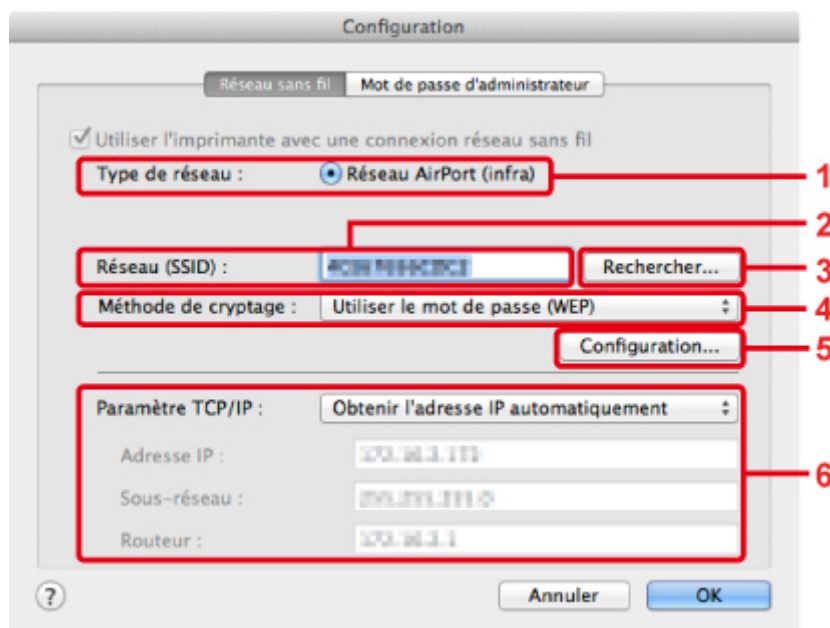 Configuration
Réseau sans fil Mot de passe d'administrateur
Utiliser l'imprimante avec une connexion réseau sans fil
Type de réseau : Réseau AirPort (infra) 1
2
Réseau (SSID) : Rechercher... 3
Méthode de cryptage : Utiliser le mot de passe (WEP) 4
Configuration... 5
Paramètre TCP/IP : Obtenir l'adresse IP automatiquement
Adresse IP :
6
Sous-réseau :
Routeur :
? Annuler OK